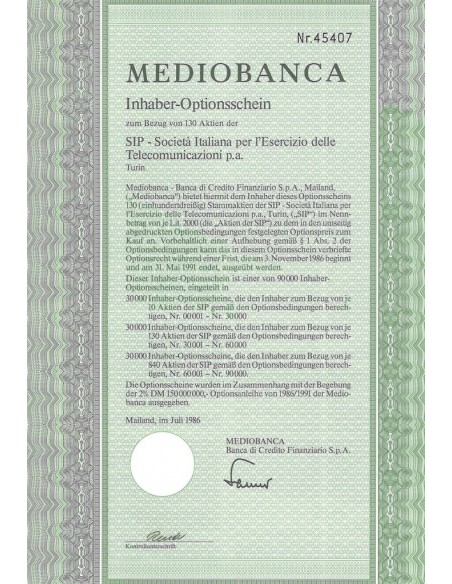 Nr.45407
MEDIOBANCA
Inhaber-Optionsschein
zum Bezug von 130 Aktien der
SIP - Società Italiana per l'Esercizio delle
Telecomunicazioni p.a.
Turin
Mediobanca - Banca di Credito Finanziario S.p.A., Mailand,
(„Mediobanca") bietet hiermit dem Inhaber dieses Optionsscheins
130 (einhundertdreißig) Stammaktien der SIP - Società Italiana per
l'Esercizio delle Telecomunicazioni p.a., Turin, („SIP") im Nenn-
betrag von je Lit. 2000 (die „Aktien der SIP") zu dem in den umseitig
abgedruckten Optionsbedingungen festgelegten Optionspreis zum
Kauf an. Vorbehaltlich einer Aufhebung gemäß § 1 Abs. 2 der
Optionsbedingungen kann das in diesem Optionsschein verbriefte
Optionsrecht während einer Frist, die am 3. November 1986 beginnt
und am 31. Mai 1991 endet, ausgeübt werden.
Dieser Inhaber-Optionsschein ist einer von 90000 Inhaber-Optionsscheinen, eingeteilt in
30000 Inhaber-Optionsscheine, die den Inhaber zum Bezug von je
10 Aktien der SIP gemäß den Optionsbedingungen berech-
tigen, Nr. 00001 – Nr. 30000
30000 Inhaber-Optionsscheine, die den Inhaber zum Bezug von je
130 Aktien der SIP gemäß den Optionsbedingungen berech-
tigen, Nr. 30001 – Nr. 60000
30000 Inhaber-Optionsscheine, die den Inhaber zum Bezug von je
840 Aktien der SIP gemäß den Optionsbedingungen berech-
tigen, Nr. 60001 – Nr. 90000.
Die Optionsscheine wurden im Zusammenhang mit der Begebung
der 2% DM 150000000,- Optionsanleihe von 1986/1991 der Medio-
banca ausgegeben.
Mailand, im Juli 1986
MEDIOBANCA
Banca di Credito Finanziario S.p.A.
Kontrollunterschrift